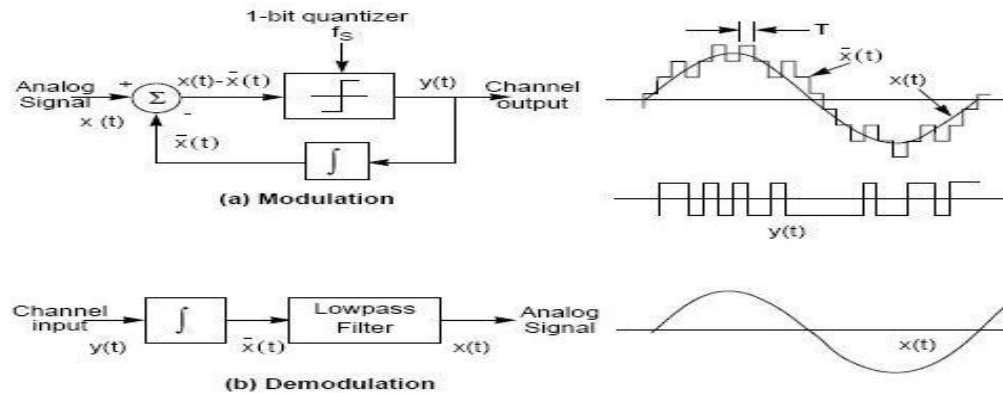 1-bit quantizer
fs
Analog
Signal
x (t)
+
Σ
-
x(t)-x̄(t)
y(t)
Channel
output
x̄(t)
∫
(a) Modulation
T
x̄(t)
x(t)
y(t)
Channel
input
y(t)
∫
x̄(t)
Lowpass
Filter
x(t)
Analog
Signal
(b) Demodulation
x(t)